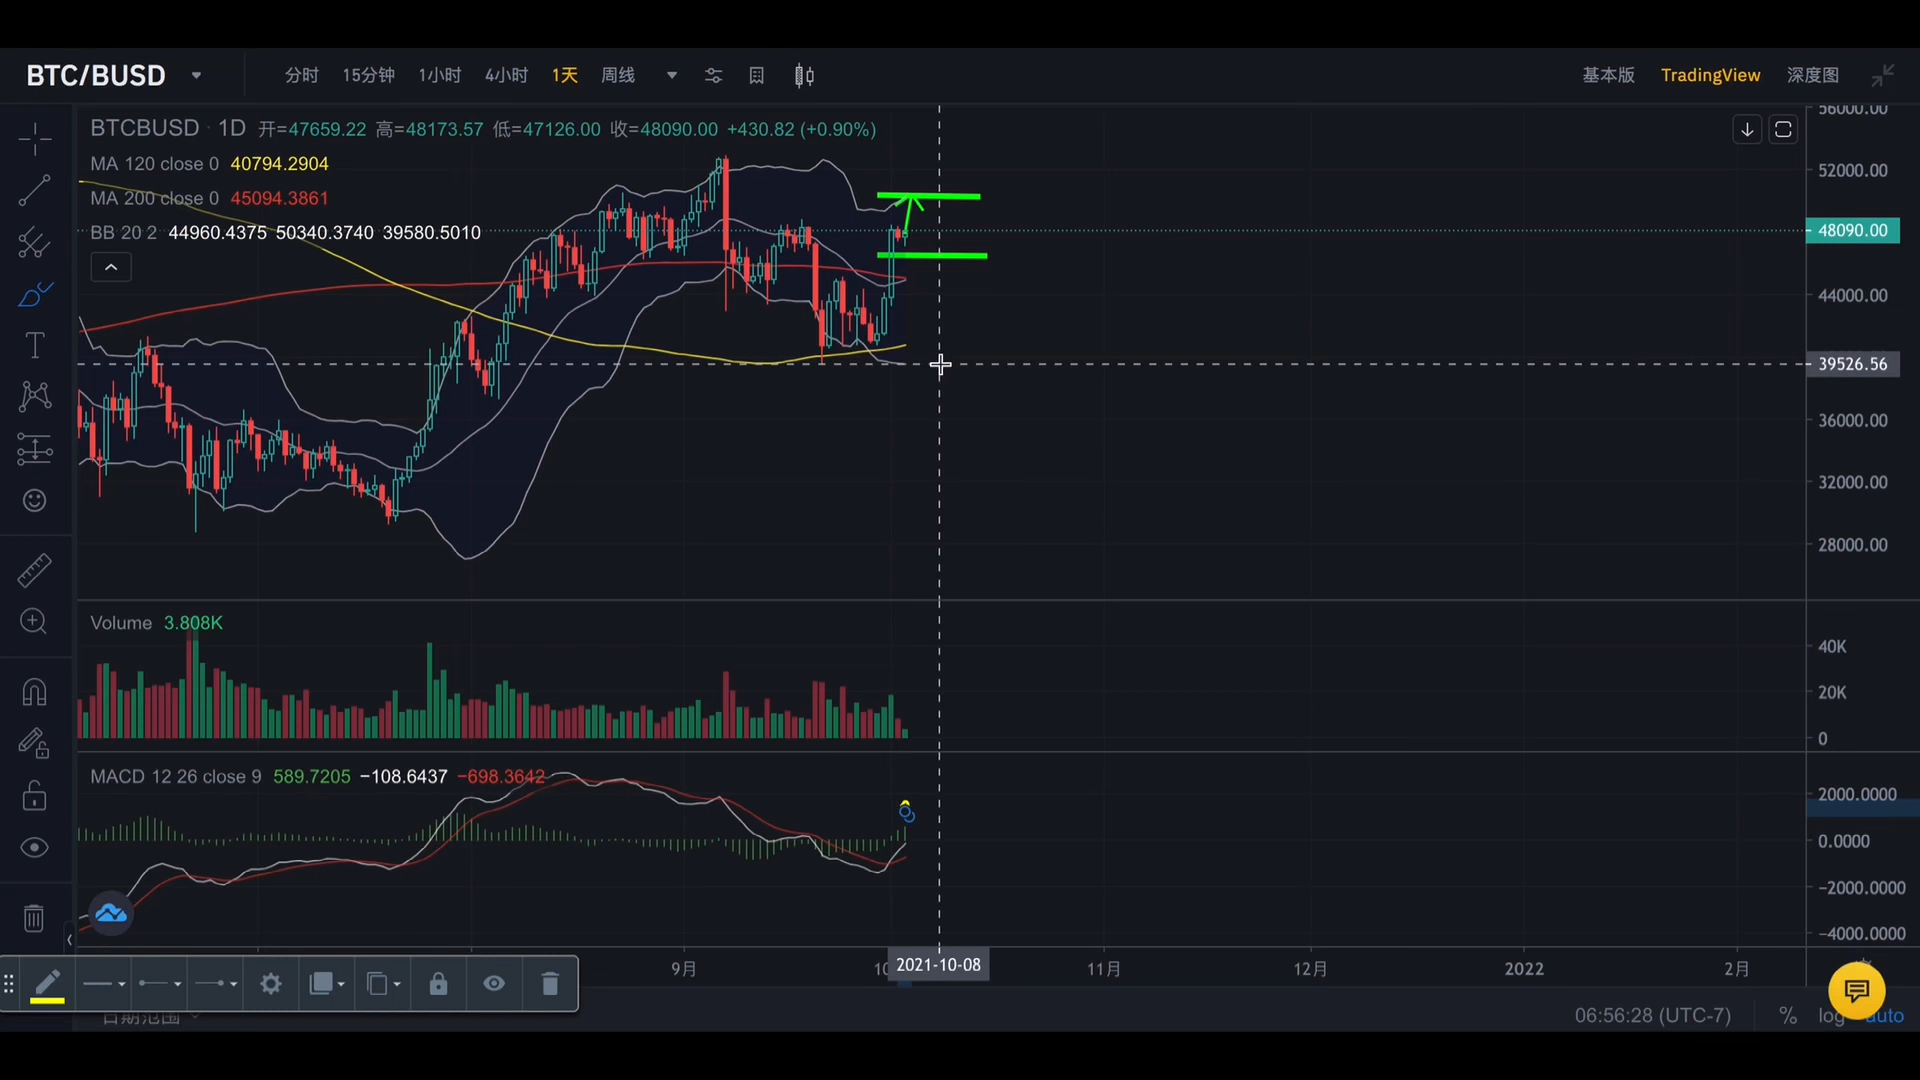 BTC/BUSD 分时 15分钟 1小时 4小时 1天 周线 基本版 TradingView 深度图
BTCBUSD · 1D 开=47659.22 高=48173.57 低=47126.00 收=48090.00 +430.82 (+0.90%)
MA 120 close 0 40794.2904
MA 200 close 0 45094.3861
BB 20 2 44960.4375 50340.3740 39580.5010
56000.00
52000.00
48090.00
44000.00
39526.56
36000.00
32000.00
28000.00
Volume 3.808K
40K
20K
0
MACD 12 26 close 9 589.7205 −108.6437 −698.3642
2000.0000
0.0000
−2000.0000
−4000.0000
9月 2021-10-08 11月 12月 2022 2月
日期范围 06:56:28 (UTC-7) % log auto